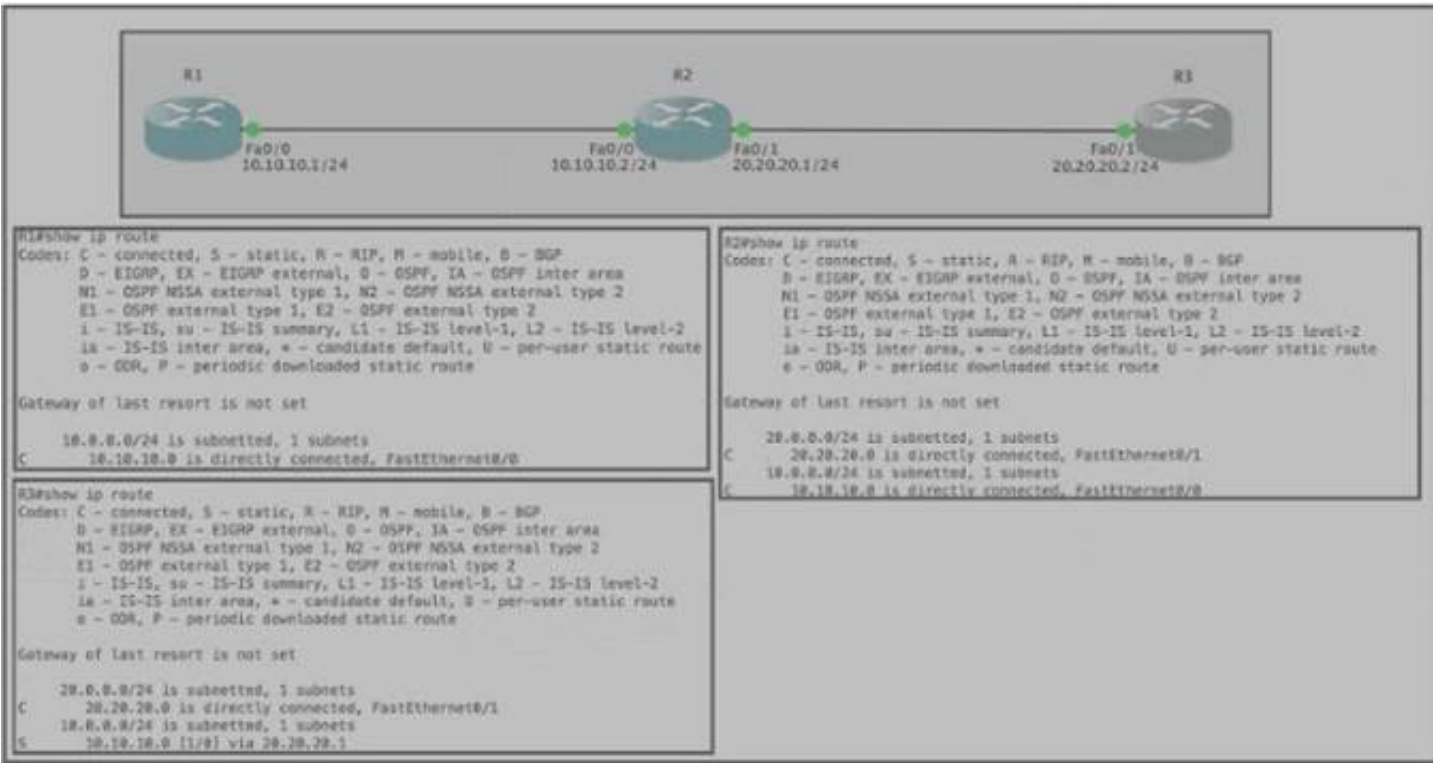 R1
R2
R3
Fa0/0
10.10.10.1/24
Fa0/0
10.10.10.2/24
Fa0/1
20.20.20.1/24
Fa0/1
20.20.20.2/24
R1#show ip route
Codes: C - connected, S - static, R - RIP, M - mobile, B - BGP
D - EIGRP, EX - EIGRP external, O - OSPF, IA - OSPF inter area
N1 - OSPF NSSA external type 1, N2 - OSPF NSSA external type 2
E1 - OSPF external type 1, E2 - OSPF external type 2
i - IS-IS, su - IS-IS summary, L1 - IS-IS level-1, L2 - IS-IS level-2
ia - IS-IS inter area, * - candidate default, U - per-user static route
o - ODR, P - periodic downloaded static route
Gateway of last resort is not set
10.0.0.0/24 is subnetted, 1 subnets
C 10.10.10.0 is directly connected, FastEthernet0/0
R2#show ip route
Codes: C - connected, S - static, R - RIP, M - mobile, B - BGP
D - EIGRP, EX - EIGRP external, O - OSPF, IA - OSPF inter area
N1 - OSPF NSSA external type 1, N2 - OSPF NSSA external type 2
E1 - OSPF external type 1, E2 - OSPF external type 2
i - IS-IS, su - IS-IS summary, L1 - IS-IS level-1, L2 - IS-IS level-2
ia - IS-IS inter area, * - candidate default, U - per-user static route
o - ODR, P - periodic downloaded static route
Gateway of last resort is not set
20.0.0.0/24 is subnetted, 1 subnets
C 20.20.20.0 is directly connected, FastEthernet0/1
10.0.0.0/24 is subnetted, 1 subnets
C 10.10.10.0 is directly connected, FastEthernet0/0
R3#show ip route
Codes: C - connected, S - static, R - RIP, M - mobile, B - BGP
D - EIGRP, EX - EIGRP external, O - OSPF, IA - OSPF inter area
N1 - OSPF NSSA external type 1, N2 - OSPF NSSA external type 2
E1 - OSPF external type 1, E2 - OSPF external type 2
i - IS-IS, su - IS-IS summary, L1 - IS-IS level-1, L2 - IS-IS level-2
ia - IS-IS inter area, * - candidate default, U - per-user static route
o - ODR, P - periodic downloaded static route
Gateway of last resort is not set
20.0.0.0/24 is subnetted, 1 subnets
C 20.20.20.0 is directly connected, FastEthernet0/1
10.0.0.0/24 is subnetted, 1 subnets
S 10.10.10.0 [1/0] via 20.20.20.1